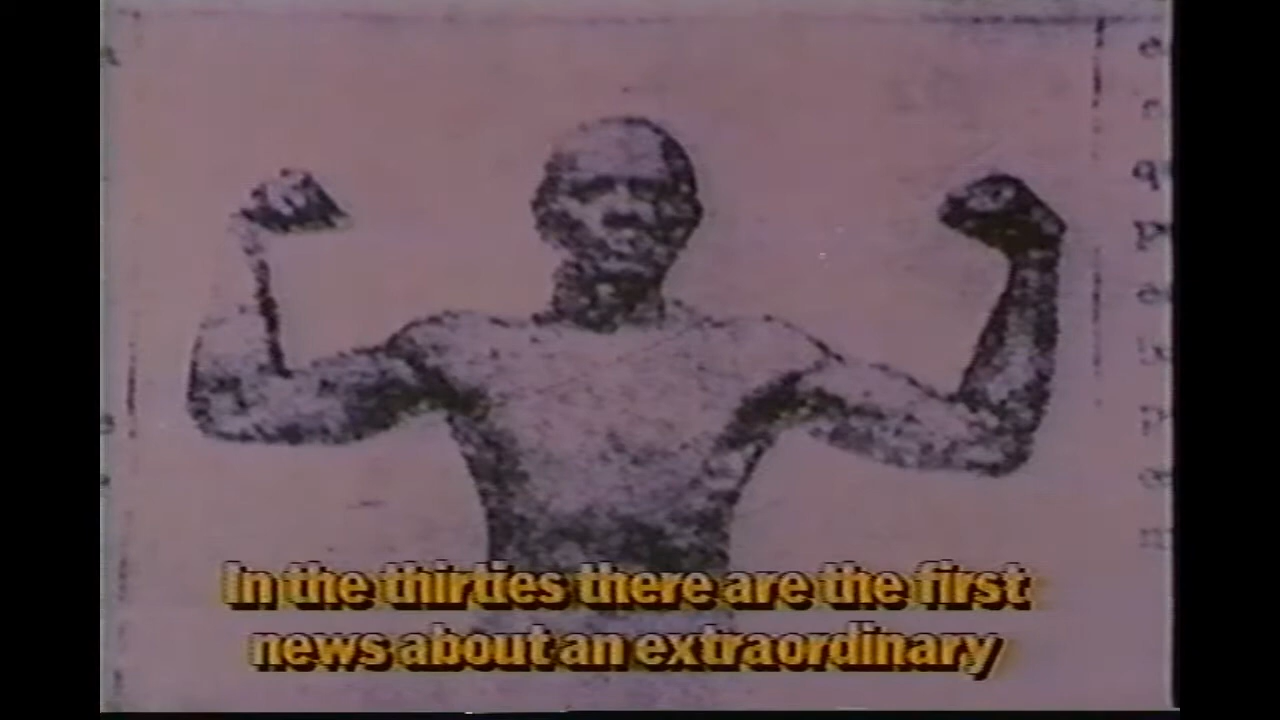 In the thirties there are the first
news about an extraordinary